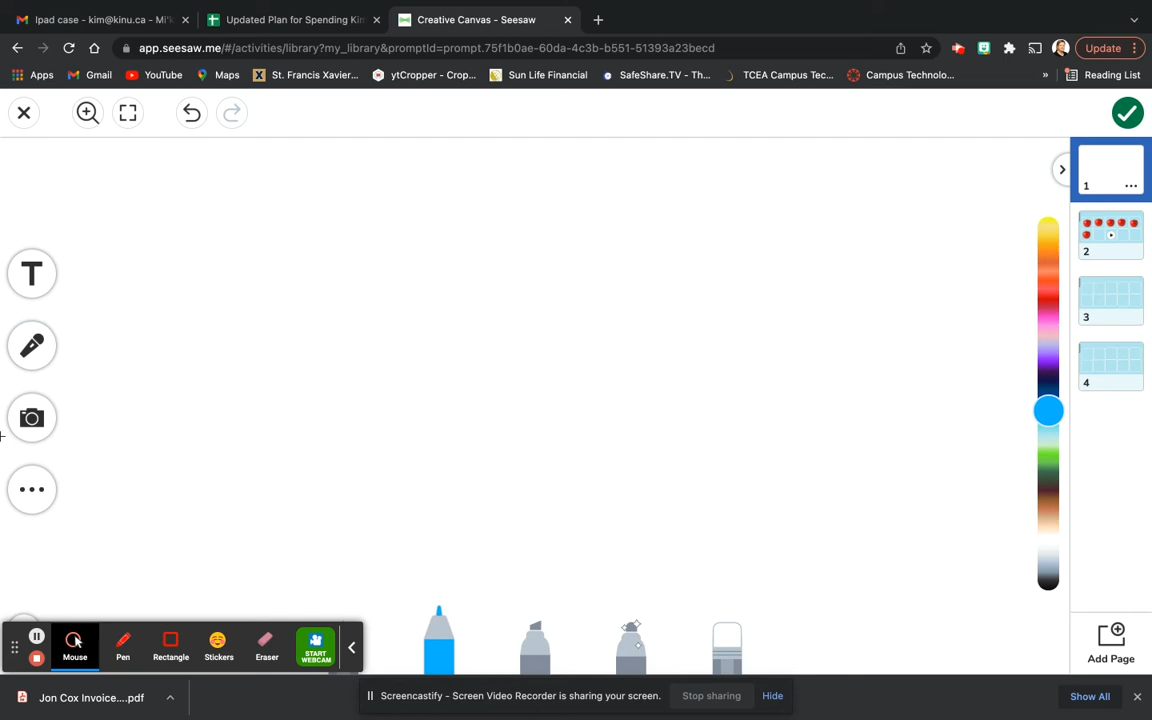 Ipad case - kim@kinu.ca - Mi'k
Updated Plan for Spending Kin
Creative Canvas - Seesaw
app.seesaw.me/#/activities/library?my_library&promptId=prompt.75f1b0ae-60da-4c3b-b551-51393a23becd
Update
Apps
Gmail
YouTube
Maps
St. Francis Xavier...
ytCropper - Crop...
Sun Life Financial
SafeShare.TV - Th...
TCEA Campus Tec...
Campus Technolo...
»
Reading List
1
2
3
4
T
Add Page
Mouse
Pen
Rectangle
Stickers
Eraser
START WEBCAM
Jon Cox Invoice....pdf
Screencastify - Screen Video Recorder is sharing your screen.
Stop sharing
Hide
Show All